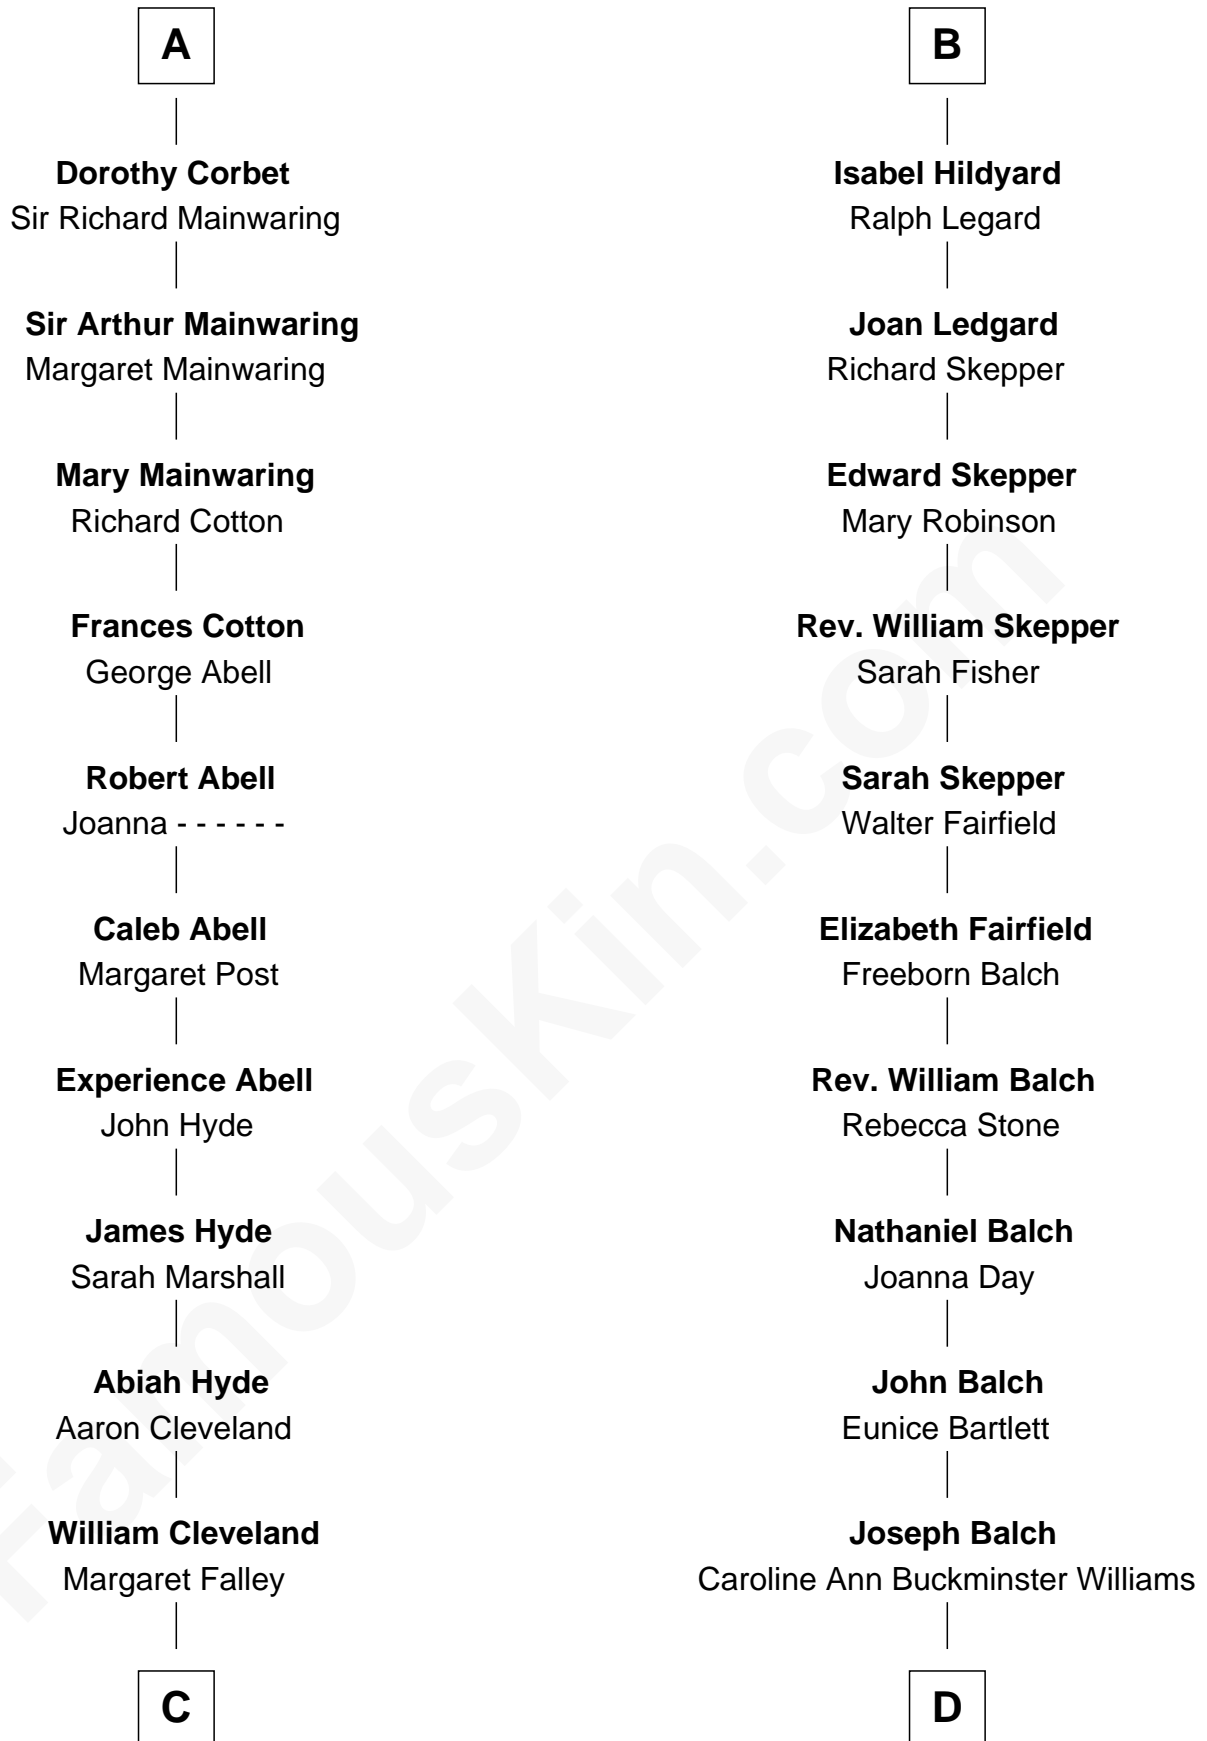 A
Dorothy Corbet
Sir Richard Mainwaring
Sir Arthur Mainwaring
Margaret Mainwaring
Mary Mainwaring
Richard Cotton
Frances Cotton
George Abell
Robert Abell
Joanna - - - - - -
Caleb Abell
Margaret Post
Experience Abell
John Hyde
James Hyde
Sarah Marshall
Abiah Hyde
Aaron Cleveland
William Cleveland
Margaret Falley
C
B
Isabel Hildyard
Ralph Legard
Joan Ledgard
Richard Skepper
Edward Skepper
Mary Robinson
Rev. William Skepper
Sarah Fisher
Sarah Skepper
Walter Fairfield
Elizabeth Fairfield
Freeborn Balch
Rev. William Balch
Rebecca Stone
Nathaniel Balch
Joanna Day
John Balch
Eunice Bartlett
Joseph Balch
Caroline Ann Buckminster Williams
D
FamousKin.com